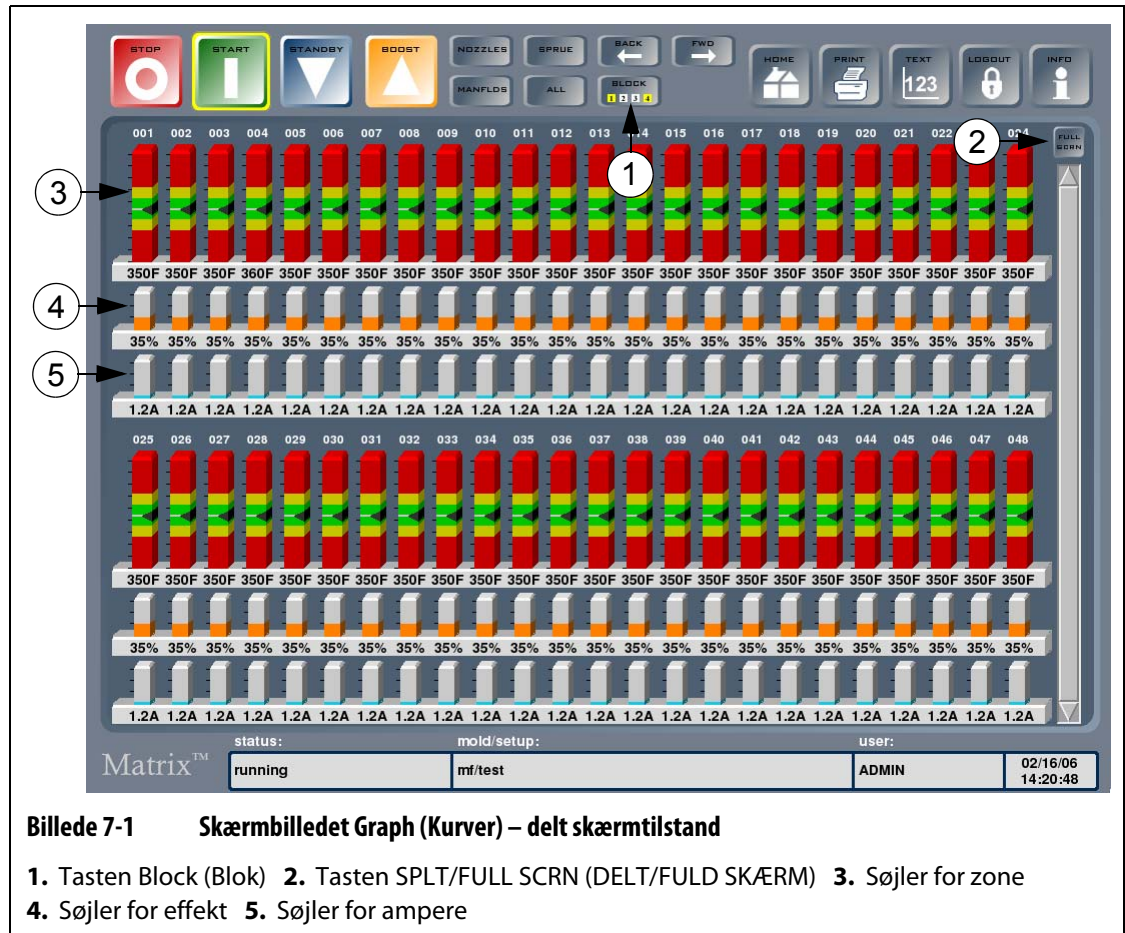 STOP START STANDBY BOOST NOZZLES SPRUE BACK FWD HOME PRINT TEXT LOGOUT INFO
MANFLDS ALL BLOCK 123
1 2 3 4
001 002 003 004 005 006 007 008 009 010 011 012 013 015 016 017 018 019 020 021 022 FULL SCRN
1
2
3
350F 350F 350F 360F 350F 350F 350F 350F 350F 350F 350F 350F 350F 350F 350F 350F 350F 350F 350F 350F 350F 350F 350F 350F
4
35% 35% 35% 35% 35% 35% 35% 35% 35% 35% 35% 35% 35% 35% 35% 35% 35% 35% 35% 35% 35% 35% 35% 35%
5
1.2A 1.2A 1.2A 1.2A 1.2A 1.2A 1.2A 1.2A 1.2A 1.2A 1.2A 1.2A 1.2A 1.2A 1.2A 1.2A 1.2A 1.2A 1.2A 1.2A 1.2A 1.2A 1.2A 1.2A
025 026 027 028 029 030 031 032 033 034 035 036 037 038 039 040 041 042 043 044 045 046 047 048
350F 350F 350F 350F 350F 350F 350F 350F 350F 350F 350F 350F 350F 350F 350F 350F 350F 350F 350F 350F 350F 350F 350F 350F
35% 35% 35% 35% 35% 35% 35% 35% 35% 35% 35% 35% 35% 35% 35% 35% 35% 35% 35% 35% 35% 35% 35% 35%
1.2A 1.2A 1.2A 1.2A 1.2A 1.2A 1.2A 1.2A 1.2A 1.2A 1.2A 1.2A 1.2A 1.2A 1.2A 1.2A 1.2A 1.2A 1.2A 1.2A 1.2A 1.2A 1.2A 1.2A
status: mold/setup: user:
Matrix™ running mf/test ADMIN 02/16/06
14:20:48
Billede 7-1 Skærmbilledet Graph (Kurver) – delt skærmtilstand
1. Tasten Block (Blok) 2. Tasten SPLT/FULL SCRN (DELT/FULD SKÆRM) 3. Søjler for zone
4. Søjler for effekt 5. Søjler for ampere